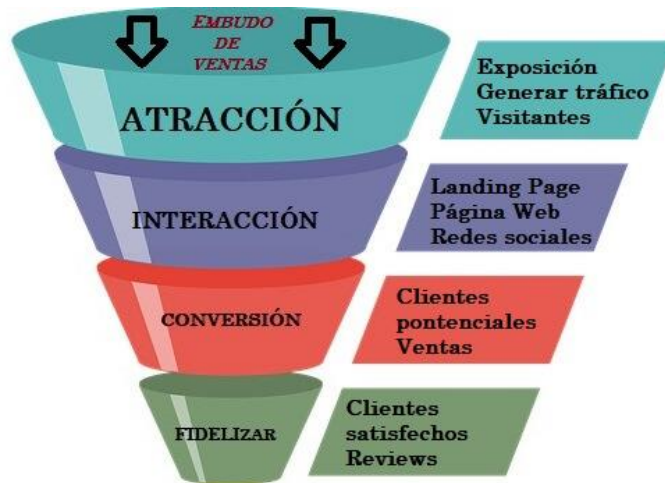 EMBUDO
DE
VENTAS
ATRACCIÓN
Exposición
Generar tráfico
Visitantes
INTERACCIÓN
Landing Page
Página Web
Redes sociales
CONVERSIÓN
Clientes
pontenciales
Ventas
FIDELIZAR
Clientes
satisfechos
Reviews